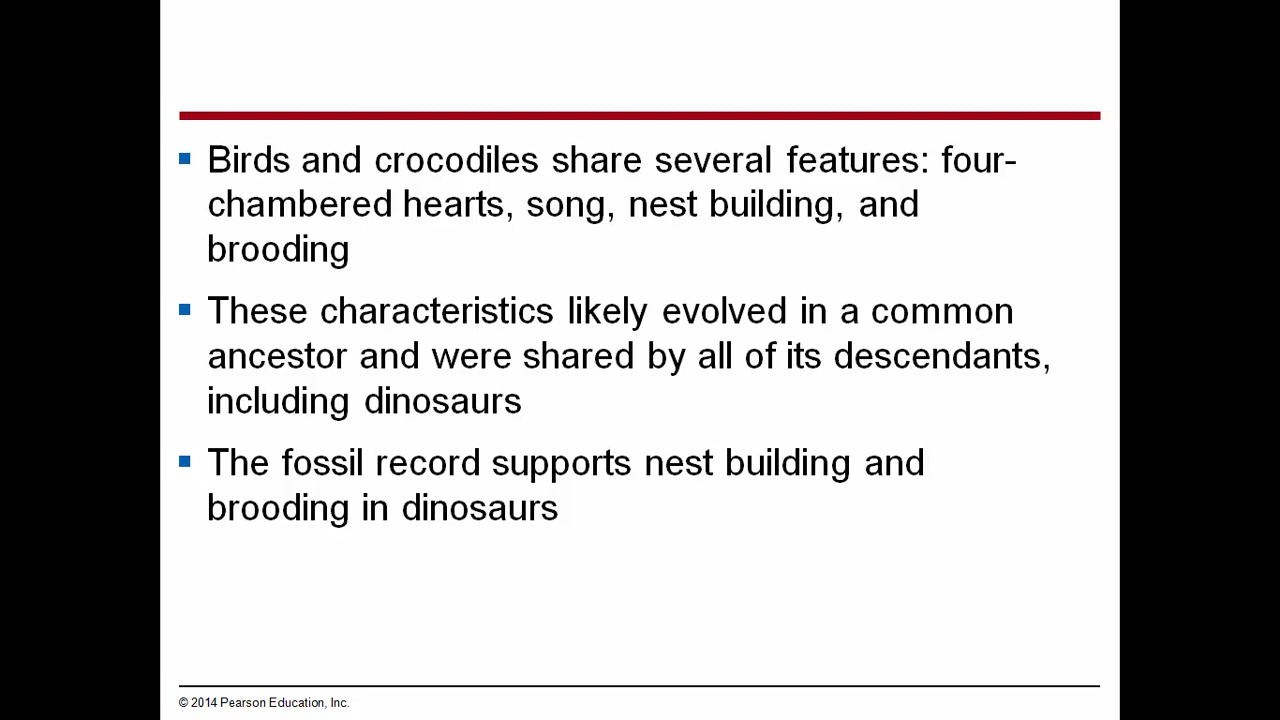 Birds and crocodiles share several features: four-
chambered hearts, song, nest building, and
brooding
These characteristics likely evolved in a common
ancestor and were shared by all of its descendants,
including dinosaurs
The fossil record supports nest building and
brooding in dinosaurs
© 2014 Pearson Education, Inc.